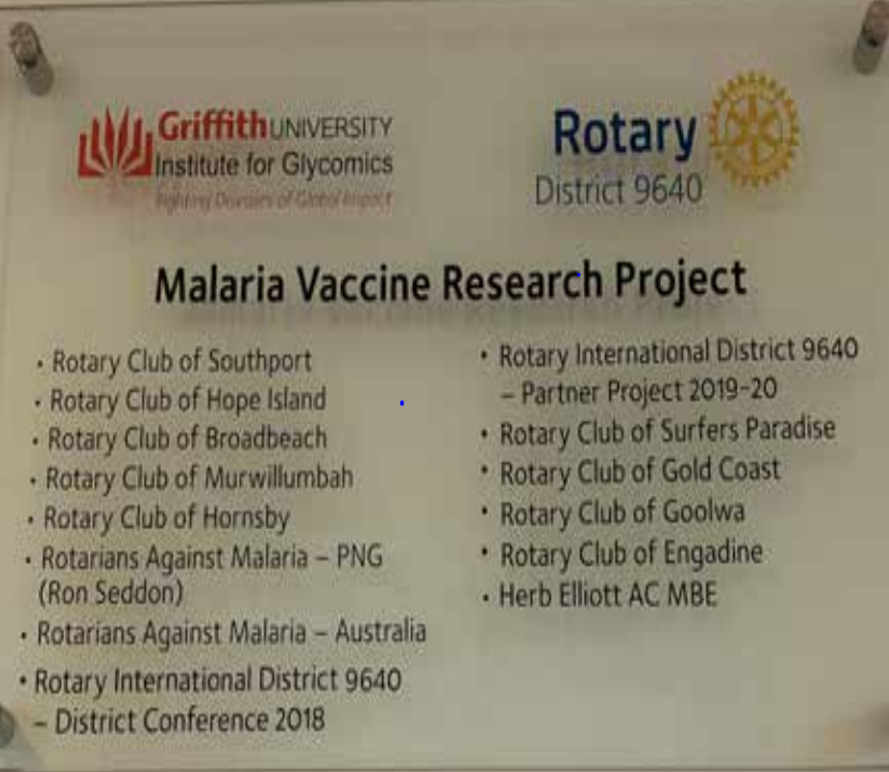 Griffith UNIVERSITY
Institute for Glycomics
Fighting Diseases of Global Impact
Rotary
District 9640
Malaria Vaccine Research Project
• Rotary Club of Southport
• Rotary Club of Hope Island
• Rotary Club of Broadbeach
• Rotary Club of Murwillumbah
• Rotary Club of Hornsby
• Rotarians Against Malaria – PNG
(Ron Seddon)
• Rotarians Against Malaria – Australia
• Rotary International District 9640
– District Conference 2018
• Rotary International District 9640
– Partner Project 2019-20
• Rotary Club of Surfers Paradise
• Rotary Club of Gold Coast
• Rotary Club of Goolwa
• Rotary Club of Engadine
• Herb Elliott AC MBE